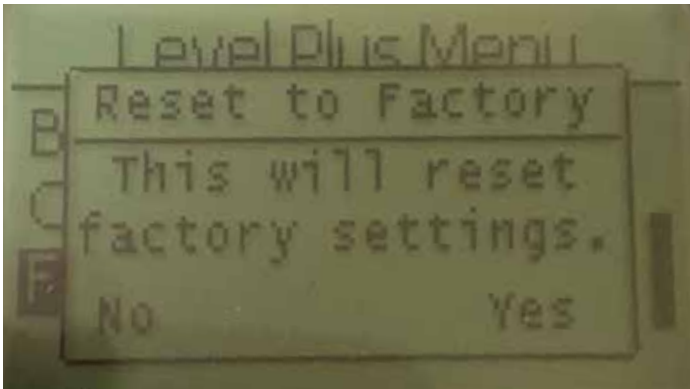 Level Plus Menu
Reset to Factory
This will reset
factory settings.
No Yes